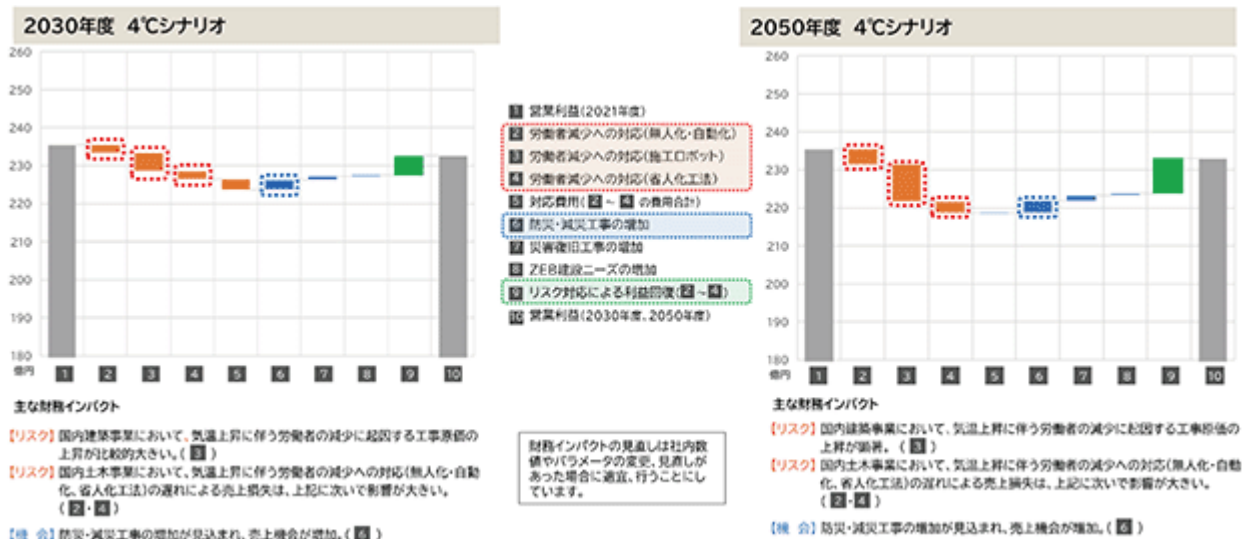 2030年度 4℃シナリオ
260
250
240
230
220
210
200
190
180
億円
1 2 3 4 5 6 7 8 9 10
主な財務インパクト
【リスク】国内建築事業において、気温上昇に伴う労働者の減少に起因する工事原価の
上昇が比較的大きい。( 3 )
【リスク】国内土木事業において、気温上昇に伴う労働者の減少への対応(無人化・自動
化、省人化工法)の遅れによる売上損失は、上記に次いで影響が大きい。
( 2・4 )
【機 会】防災・減災工事の増加が見込まれ、売上機会が増加。( 6 )
1 営業利益(2021年度)
2 労働者減少への対応(無人化・自動化)
3 労働者減少への対応(施工ロボット)
4 労働者減少への対応(省人化工法)
5 対応費用( 2 ~ 4 の費用合計)
6 防災・減災工事の増加
7 災害復旧工事の増加
8 ZEB建設ニーズの増加
9 リスク対応による利益回復( 2 ~ 4 )
10 営業利益(2030年度、2050年度)
財務インパクトの見直しは社内数
値やパラメータの変更、見直しが
あった場合に適宜、行うことにし
ています。
2050年度 4℃シナリオ
260
250
240
230
220
210
200
190
180
億円
1 2 3 4 5 6 7 8 9 10
主な財務インパクト
【リスク】国内建築事業において、気温上昇に伴う労働者の減少に起因する工事原価の
上昇が顕著。( 3 )
【リスク】国内土木事業において、気温上昇に伴う労働者の減少への対応(無人化・自動
化、省人化工法)の遅れによる売上損失は、上記に次いで影響が大きい。
( 2・4 )
【機 会】防災・減災工事の増加が見込まれ、売上機会が増加。( 6 )